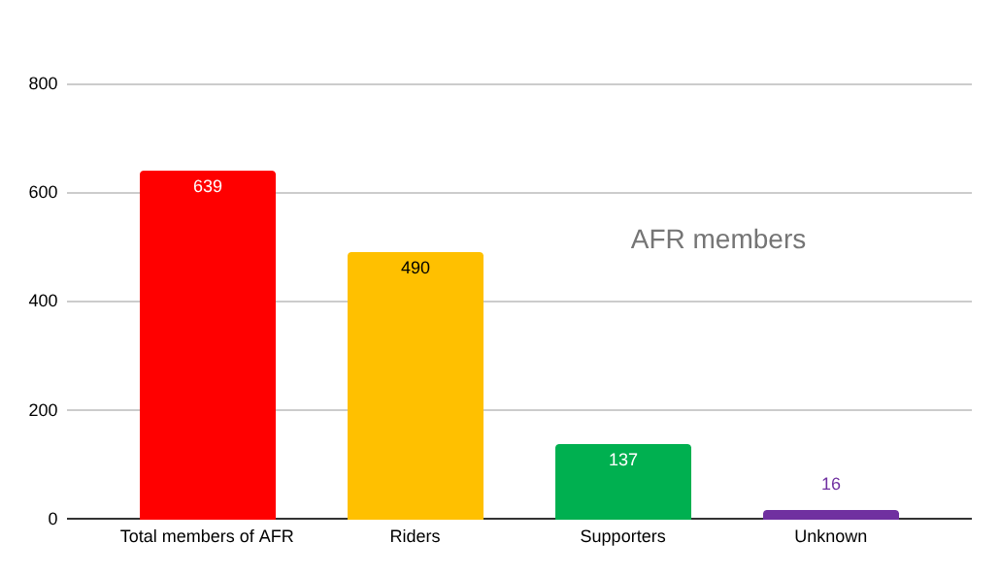 800
639
600
AFR members
490
400
200
137
16
0
Total members of AFR
Riders
Supporters
Unknown